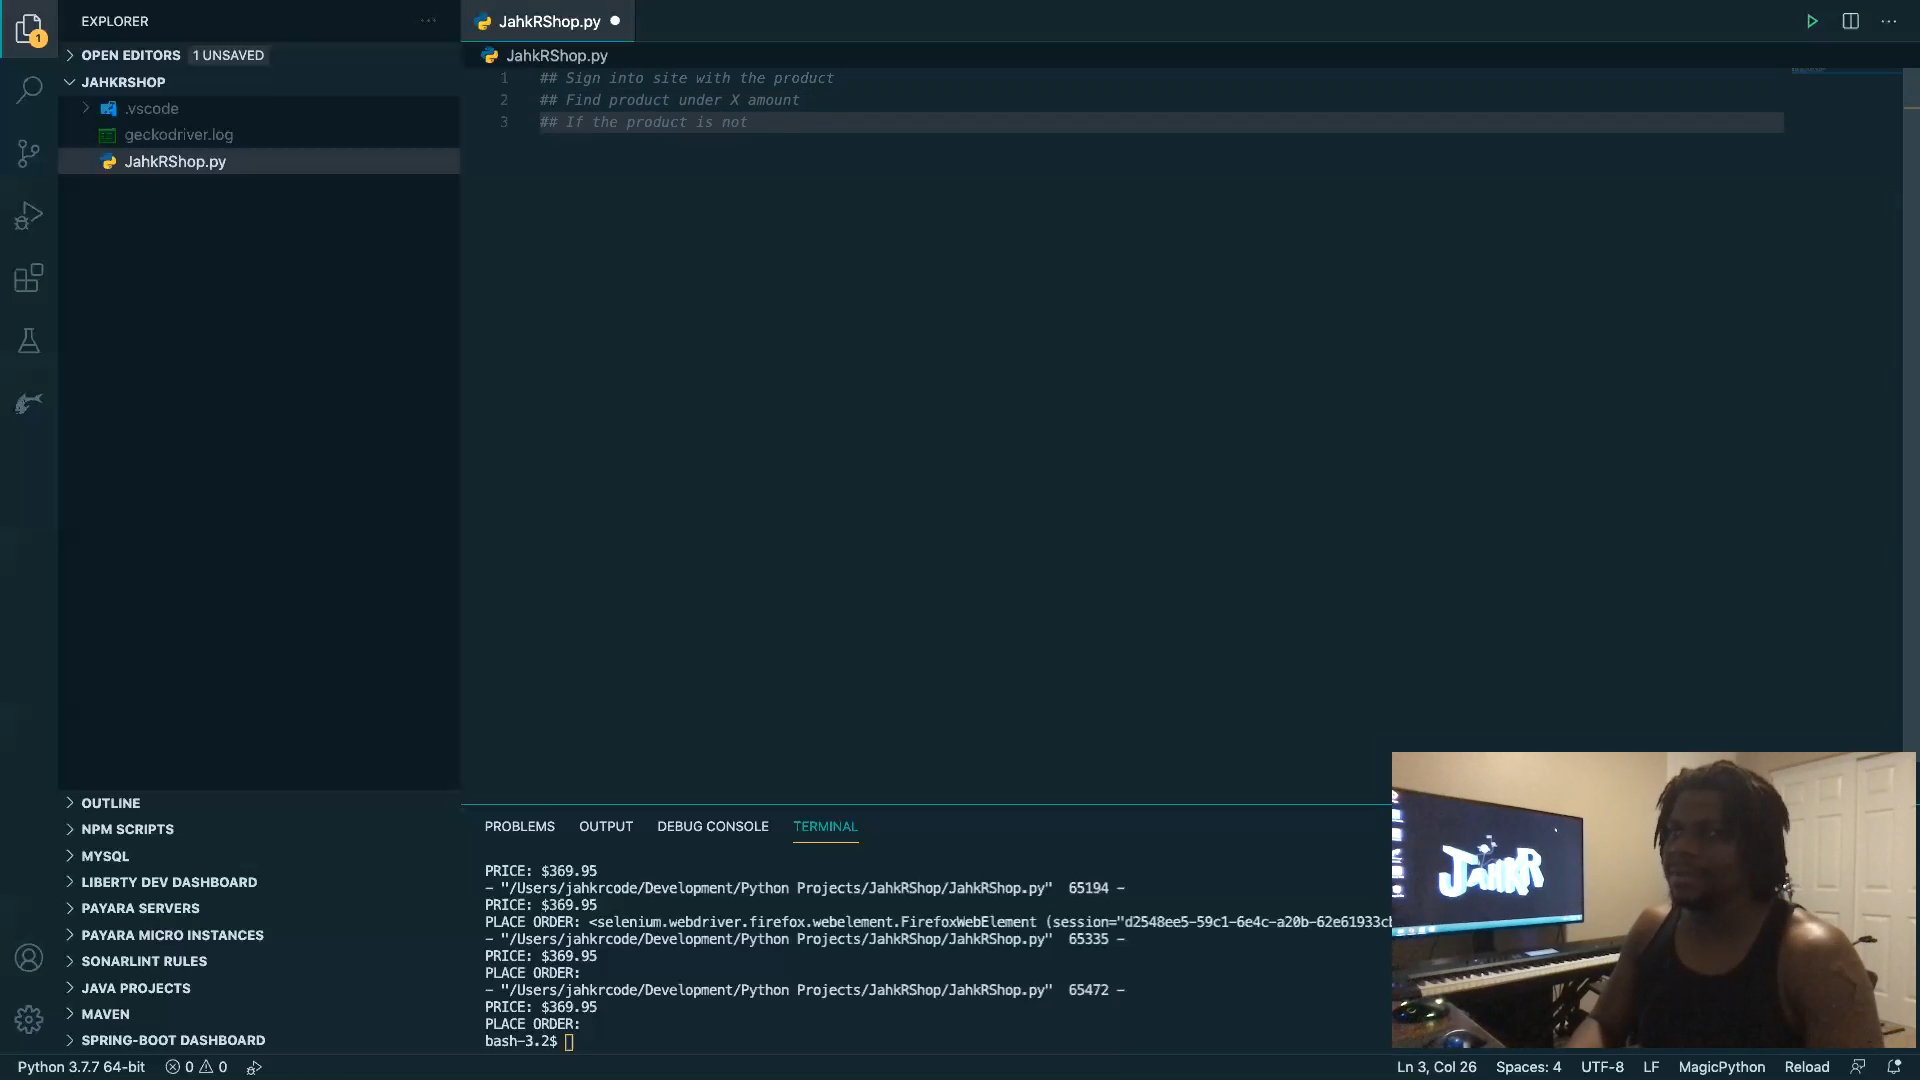 EXPLORER
OPEN EDITORS 1 UNSAVED
JAHKRSHOP
.vscode
geckodriver.log
JahkRShop.py
OUTLINE
NPM SCRIPTS
MYSQL
LIBERTY DEV DASHBOARD
PAYARA SERVERS
PAYARA MICRO INSTANCES
SONARLINT RULES
JAVA PROJECTS
MAVEN
SPRING-BOOT DASHBOARD
1
JahkRShop.py
JahkRShop.py
1 ## Sign into site with the product
2 ## Find product under X amount
3 ## If the product is not
PROBLEMS OUTPUT DEBUG CONSOLE TERMINAL
PRICE: $369.95
- "/Users/jahkrcode/Development/Python Projects/JahkRShop/JahkRShop.py" 65194 -
PRICE: $369.95
PLACE ORDER: <selenium.webdriver.firefox.webelement.FirefoxWebElement (session="d2548ee5-59c1-6e4c-a20b-62e61933cb
- "/Users/jahkrcode/Development/Python Projects/JahkRShop/JahkRShop.py" 65335 -
PRICE: $369.95
PLACE ORDER:
- "/Users/jahkrcode/Development/Python Projects/JahkRShop/JahkRShop.py" 65472 -
PRICE: $369.95
PLACE ORDER:
bash-3.2$
JAHKR
Python 3.7.7 64-bit 0 0 Ln 3, Col 26 Spaces: 4 UTF-8 LF MagicPython Reload